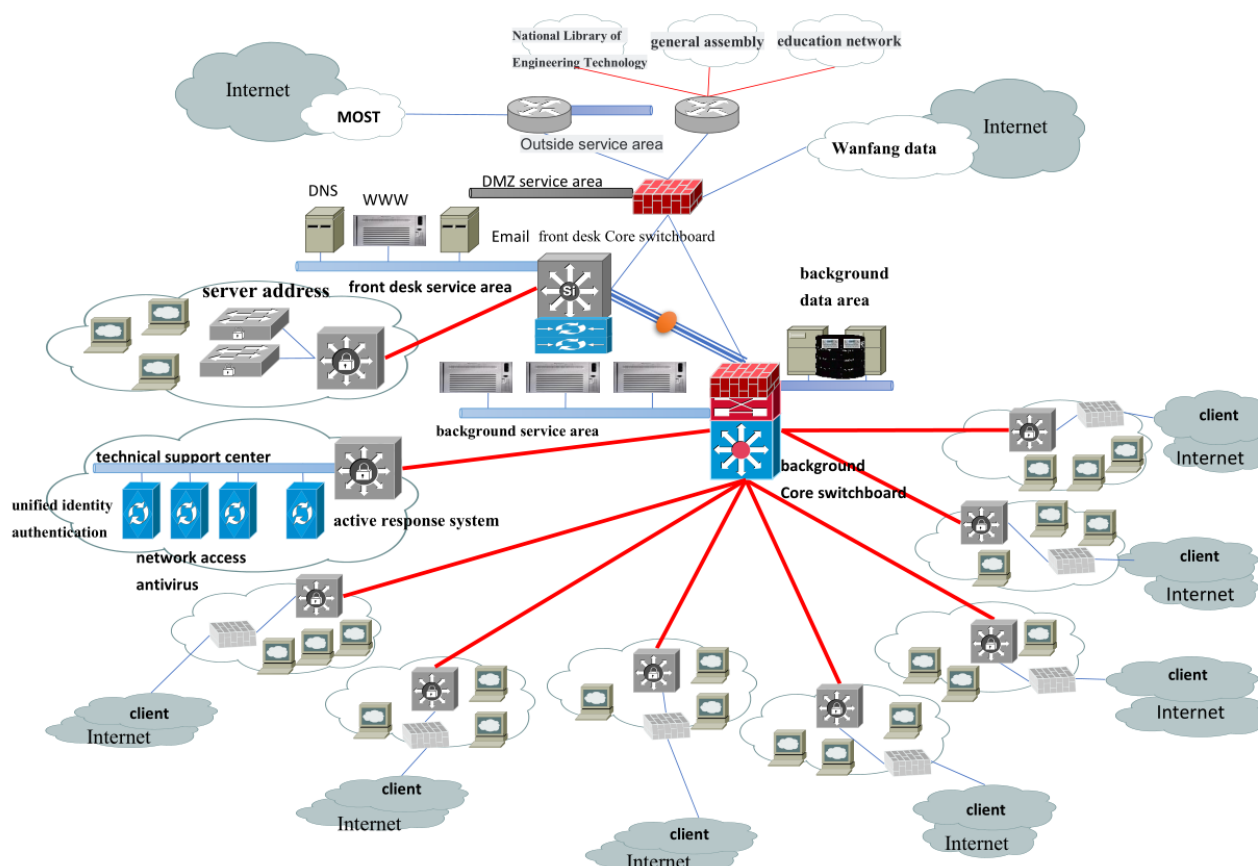 National Library of
Engineering Technology
general assembly
education network
Internet
MOST
Internet
Wanfang data
Outside service area
DMZ service area
DNS
WWW
Email
front desk Core switchboard
front desk service area
Si
server address
background
data area
background service area
background
Core switchboard
technical support center
unified identity
authentication
active response system
network access
antivirus
client
Internet
client
Internet
client
Internet
client
Internet
client
Internet
client
Internet
client
Internet